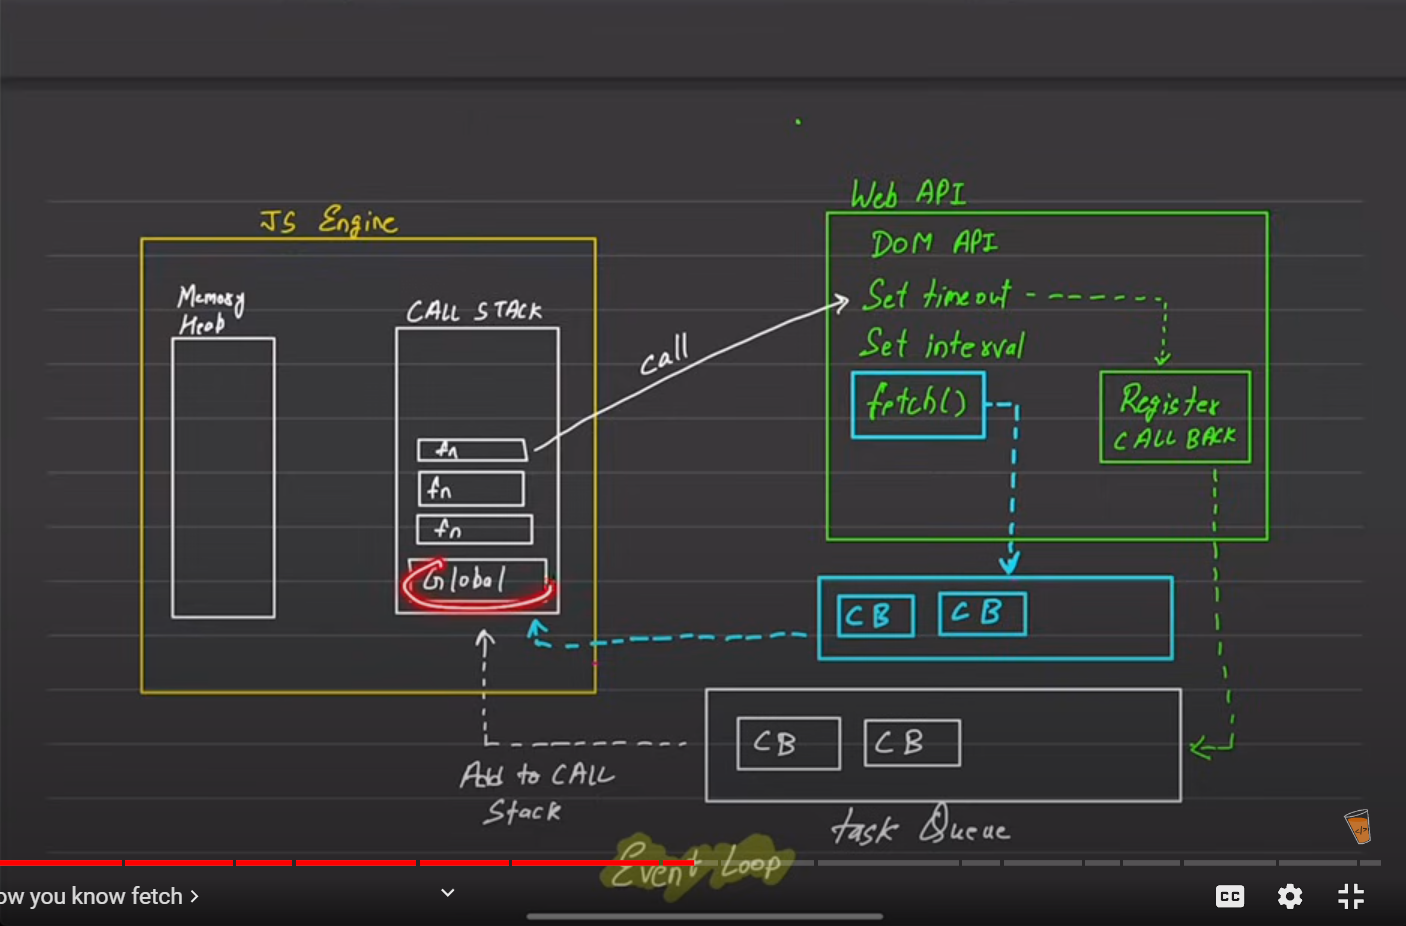 Web API
JS Engine
DOM API
Memory
Heap
CALL STACK
Set timeout
call
Set interval
fetch()
Register
CALL BACK
fn
fn
fn
Global
CB
CB
CB
CB
Add to CALL
Stack
task Queue
Event Loop
ow you know fetch >
CC